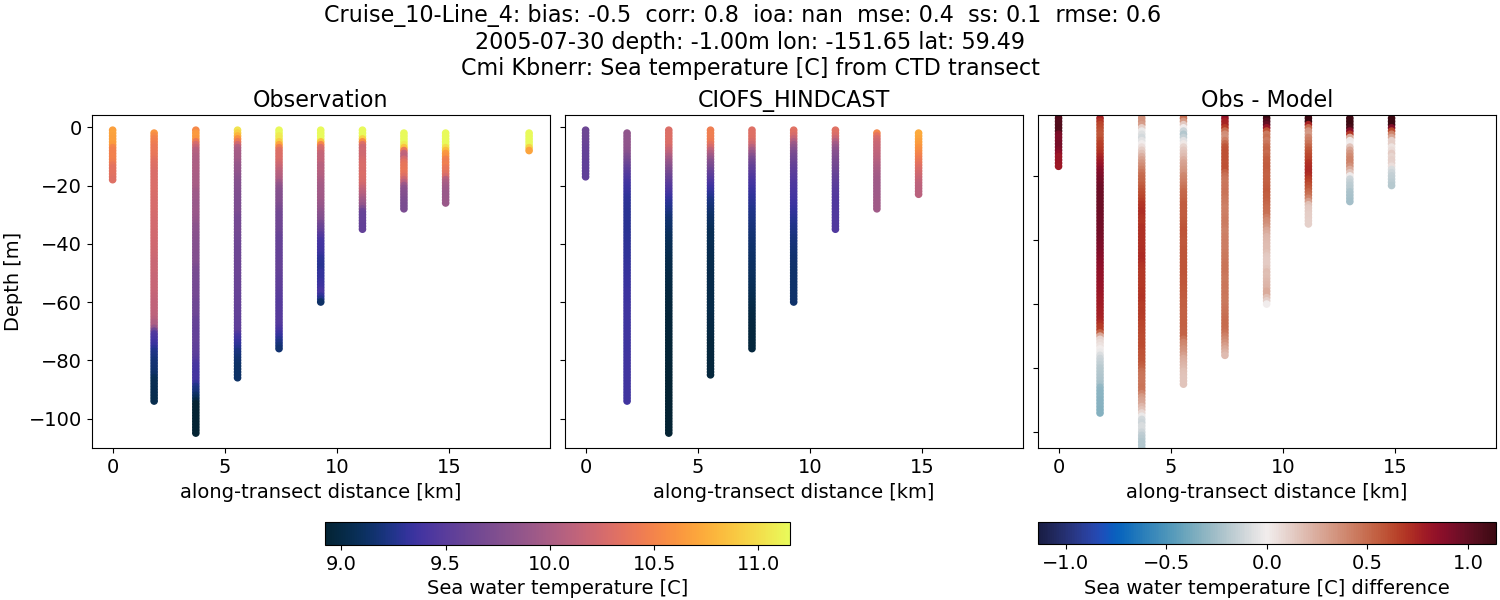 Cruise_10-Line_4: bias: -0.5  corr: 0.8  ioa: nan  mse: 0.4  ss: 0.1  rmse: 0.6
2005-07-30 depth: -1.00m lon: -151.65 lat: 59.49
Cmi Kbnerr: Sea temperature [C] from CTD transect
Observation
CIOFS_HINDCAST
Obs - Model
Depth [m]
0
−20
−40
−60
−80
−100
0 5 10 15
0 5 10 15
0 5 10 15
along-transect distance [km]
along-transect distance [km]
along-transect distance [km]
9.0 9.5 10.0 10.5 11.0
Sea water temperature [C]
−1.0 −0.5 0.0 0.5 1.0
Sea water temperature [C] difference